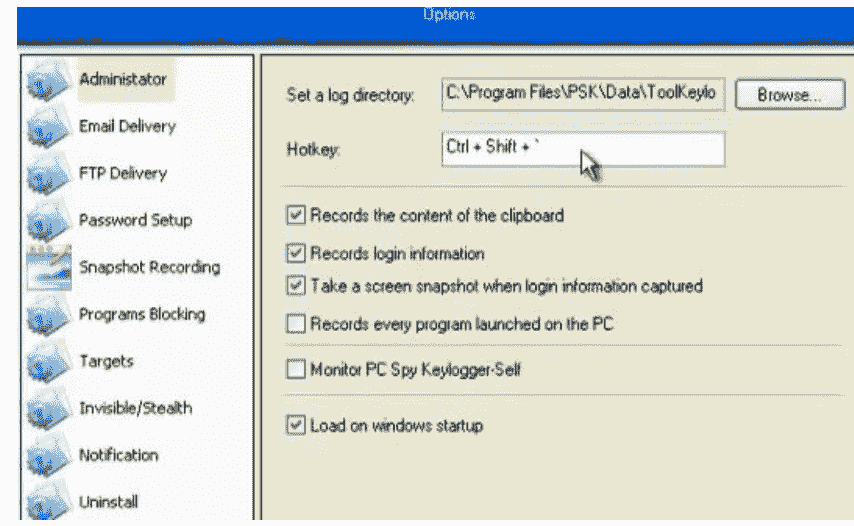 Options
Administator
Email Delivery
FTP Delivery
Password Setup
Snapshot Recording
Programs Blocking
Targets
Invisible/Stealth
Notification
Uninstall
Set a log directory:
C:\Program Files\PSK\Data\ToolKeylo
Browse...
Hotkey:
Ctrl + Shift + `
Records the content of the clipboard
Records login information
Take a screen snapshot when login information captured
Records every program launched on the PC
Monitor PC Spy Keylogger-Self
Load on windows startup